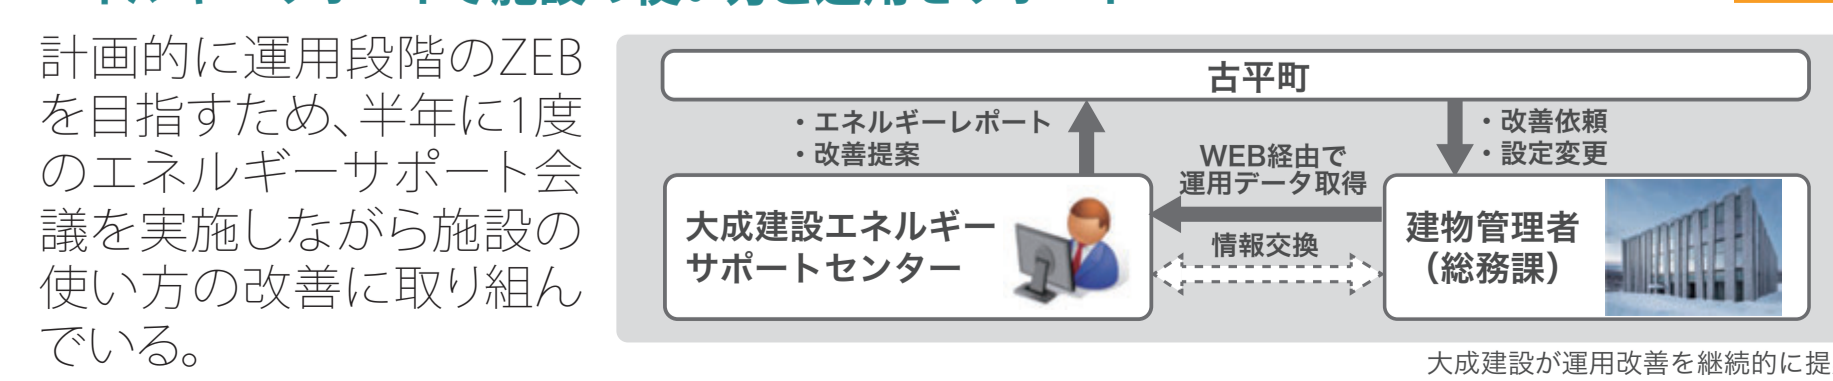 計画的に運用段階のZEB
を目指すため、半年に1度
のエネルギーサポート会
議を実施しながら施設の
使い方の改善に取り組ん
でいる。
古平町
・エネルギーレポート
・改善提案
・改善依頼
・設定変更
WEB経由で
運用データ取得
大成建設エネルギー
サポートセンター
情報交換
建物管理者
（総務課）
大成建設が運用改善を継続的に提